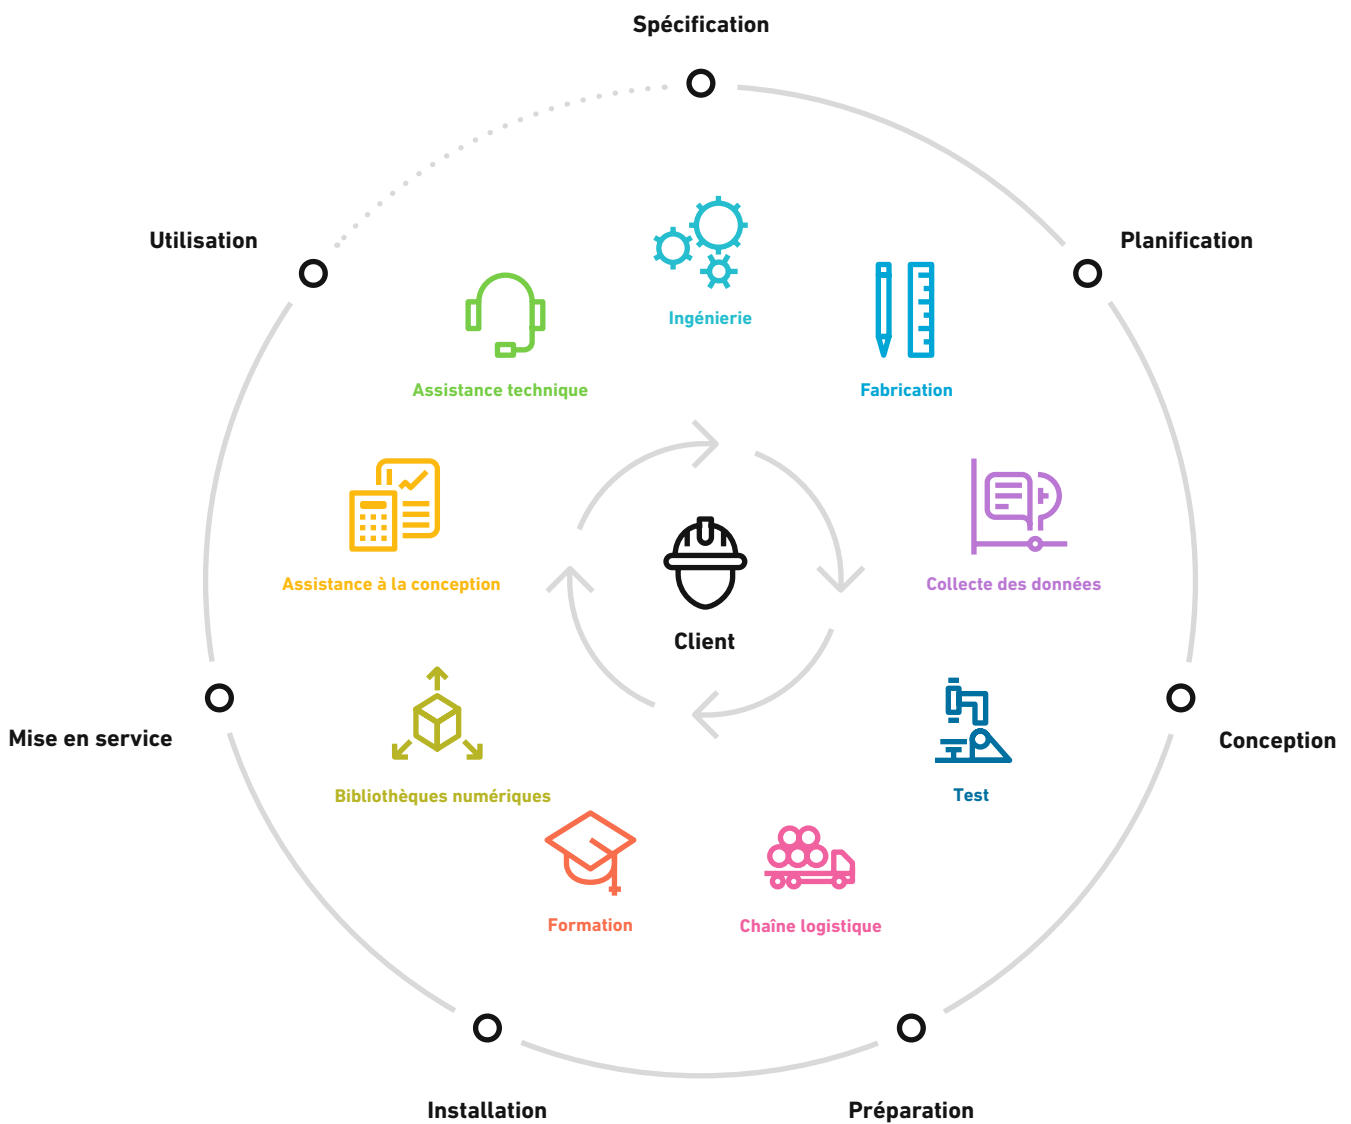 Spécification
Utilisation
Planification
Ingénierie
Assistance technique
Fabrication
Assistance à la conception
Collecte des données
Client
Mise en service
Conception
Bibliothèques numériques
Test
Formation
Chaîne logistique
Installation
Préparation